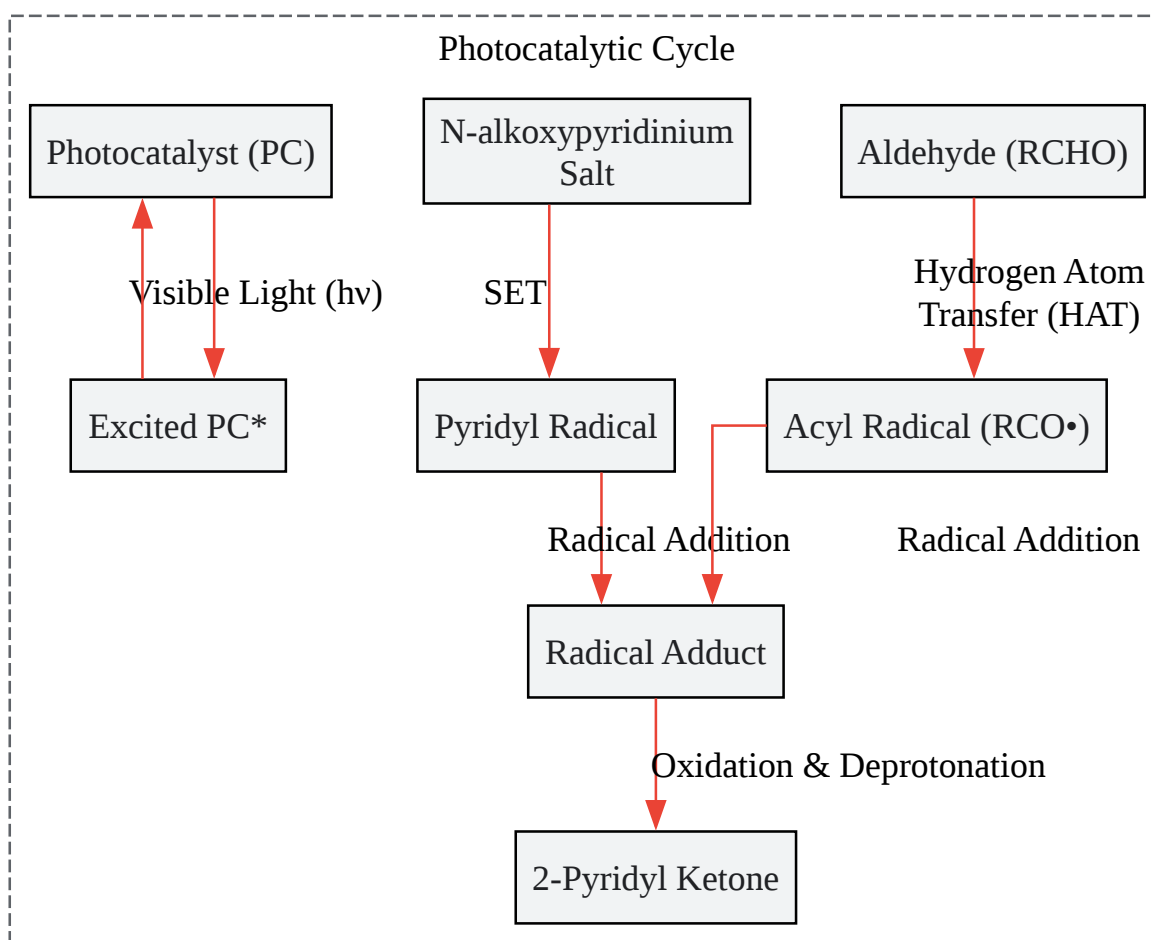 Photocatalytic Cycle
Photocatalyst (PC)
N-alkoxypyridinium
Salt
Aldehyde (RCHO)
Visible Light (hν)
SET
Hydrogen Atom
Transfer (HAT)
Excited PC*
Pyridyl Radical
Acyl Radical (RCO•)
Radical Addition
Radical Addition
Radical Adduct
Oxidation & Deprotonation
2-Pyridyl Ketone